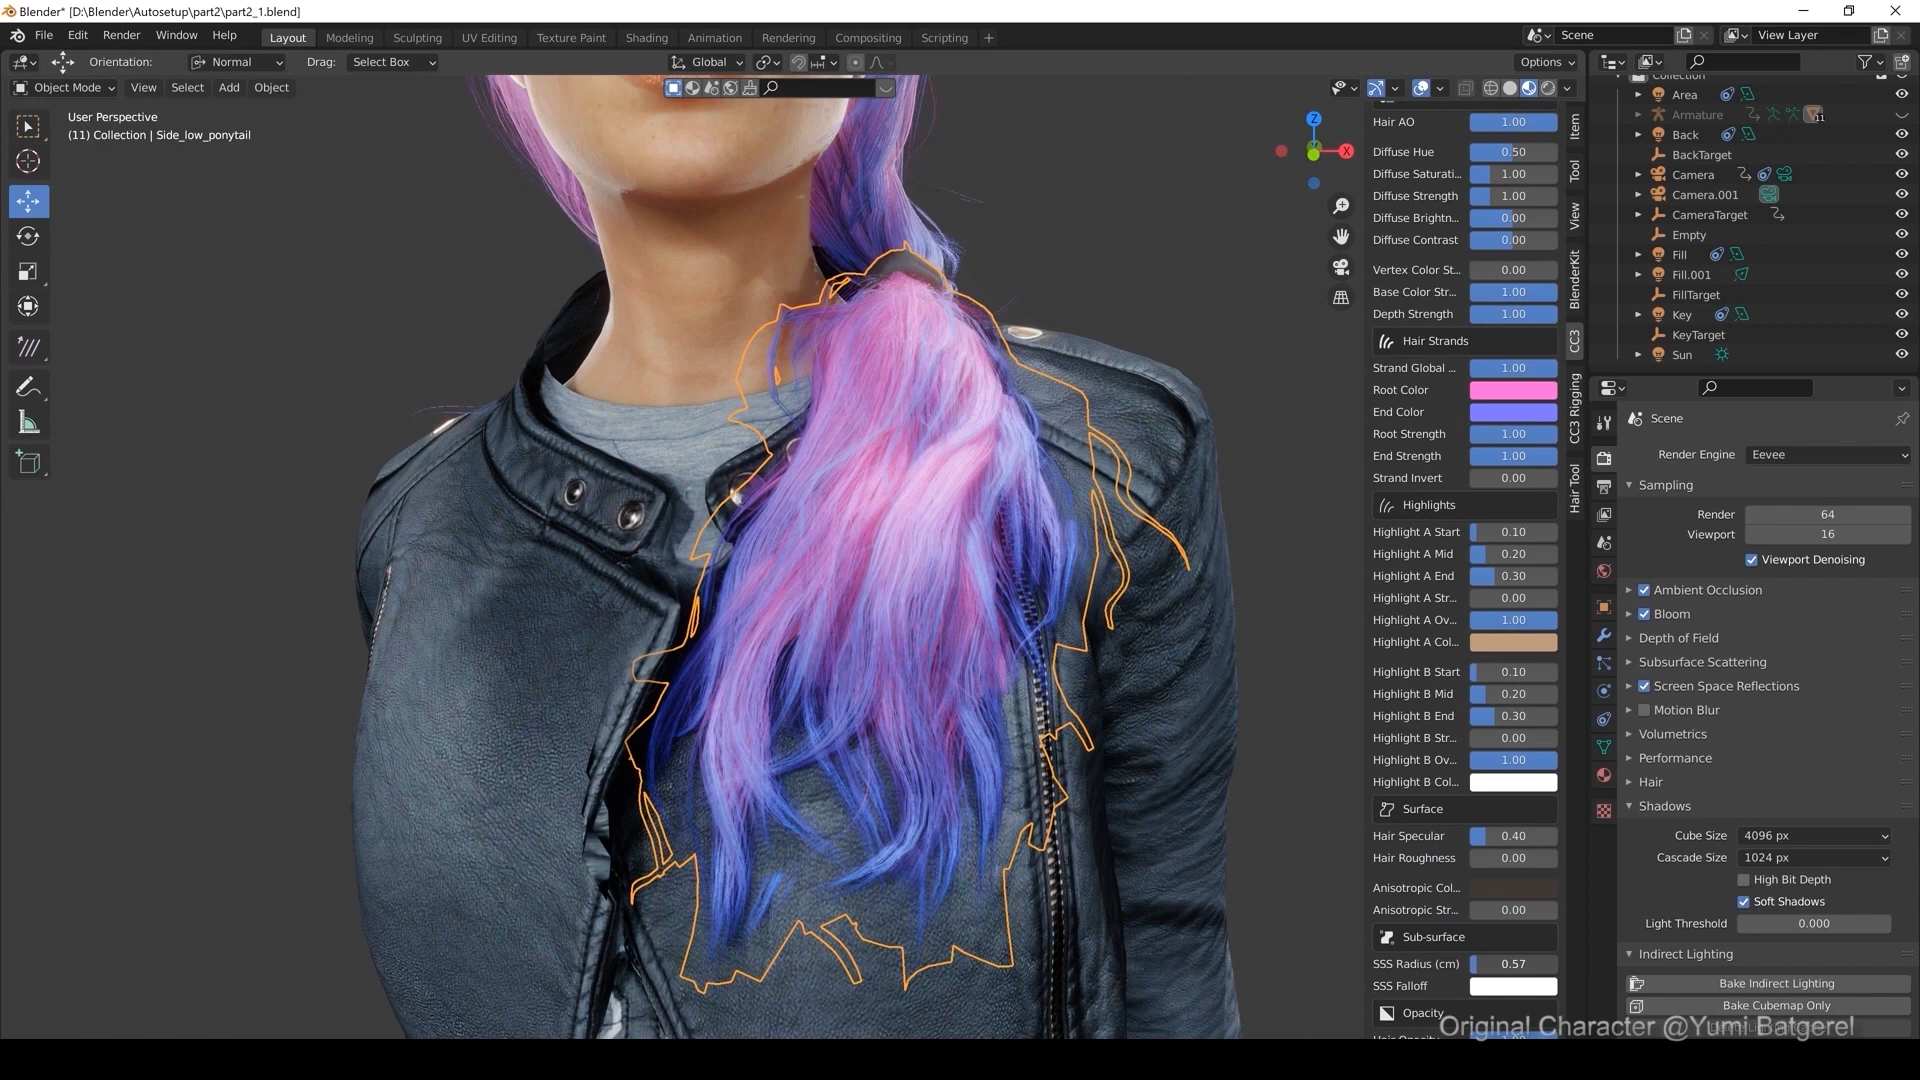 Blender* [D:\Blender\Autosetup\part2\part2_1.blend]
File Edit Render Window Help Layout Modeling Sculpting UV Editing Texture Paint Shading Animation Rendering Compositing Scripting + Scene View Layer
Orientation: Normal Drag: Select Box Global Options
Object Mode View Select Add Object
User Perspective
(11) Collection | Side_low_ponytail
Z
X
Item
Tool
View
BlenderKit
CC3
CC3 Rigging
Hair Tool
Hair AO 1.00
Diffuse Hue 0.50
Diffuse Saturati... 1.00
Diffuse Strength 1.00
Diffuse Brightn... 0.00
Diffuse Contrast 0.00
Vertex Color St... 0.00
Base Color Str... 1.00
Depth Strength 1.00
Hair Strands
Strand Global ... 1.00
Root Color
End Color
Root Strength 1.00
End Strength 1.00
Strand Invert 0.00
Highlights
Highlight A Start 0.10
Highlight A Mid 0.20
Highlight A End 0.30
Highlight A Str... 0.00
Highlight A Ov... 1.00
Highlight A Col...
Highlight B Start 0.10
Highlight B Mid 0.20
Highlight B End 0.30
Highlight B Str... 0.00
Highlight B Ov... 1.00
Highlight B Col...
Surface
Hair Specular 0.40
Hair Roughness 0.00
Anisotropic Col...
Anisotropic Str... 0.00
Sub-surface
SSS Radius (cm) 0.57
SSS Falloff
Opacity
Collection
Area
Armature 11
Back
BackTarget
Camera
Camera.001
CameraTarget
Empty
Fill
Fill.001
FillTarget
Key
KeyTarget
Sun
Scene
Render Engine Eevee
Sampling
Render 64
Viewport 16
Viewport Denoising
Ambient Occlusion
Bloom
Depth of Field
Subsurface Scattering
Screen Space Reflections
Motion Blur
Volumetrics
Performance
Hair
Shadows
Cube Size 4096 px
Cascade Size 1024 px
High Bit Depth
Soft Shadows
Light Threshold 0.000
Indirect Lighting
Bake Indirect Lighting
Bake Cubemap Only
Original Character @Yumi Batgerel